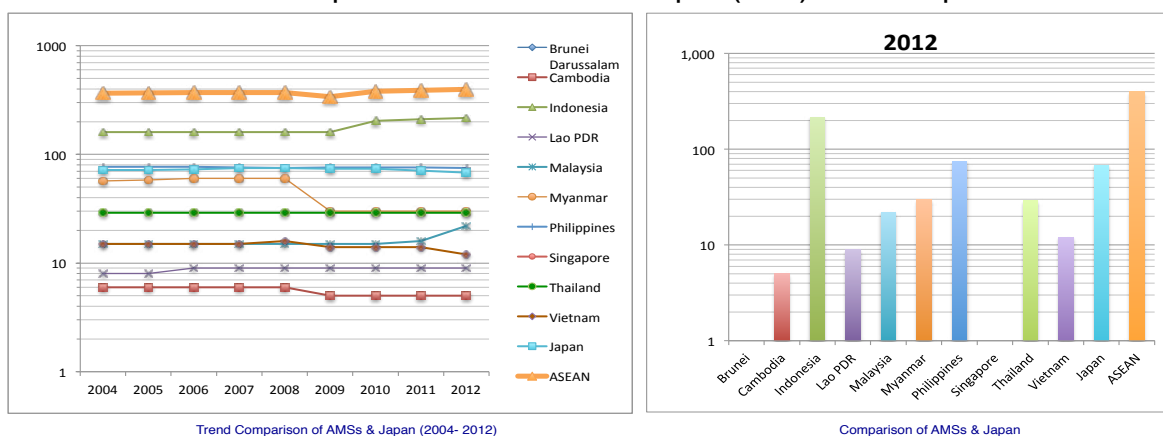 1000
100
10
1
2004 2005 2006 2007 2008 2009 2010 2011 2012
Brunei
Darussalam
Cambodia
Indonesia
Lao PDR
Malaysia
Myanmar
Philippines
Singapore
Thailand
Vietnam
Japan
ASEAN
Trend Comparison of AMSs & Japan (2004- 2012)
2012
1,000
100
10
1
Brunei
Cambodia
Indonesia
Lao PDR
Malaysia
Myanmar
Philippines
Singapore
Thailand
Vietnam
Japan
ASEAN
Comparison of AMSs & Japan